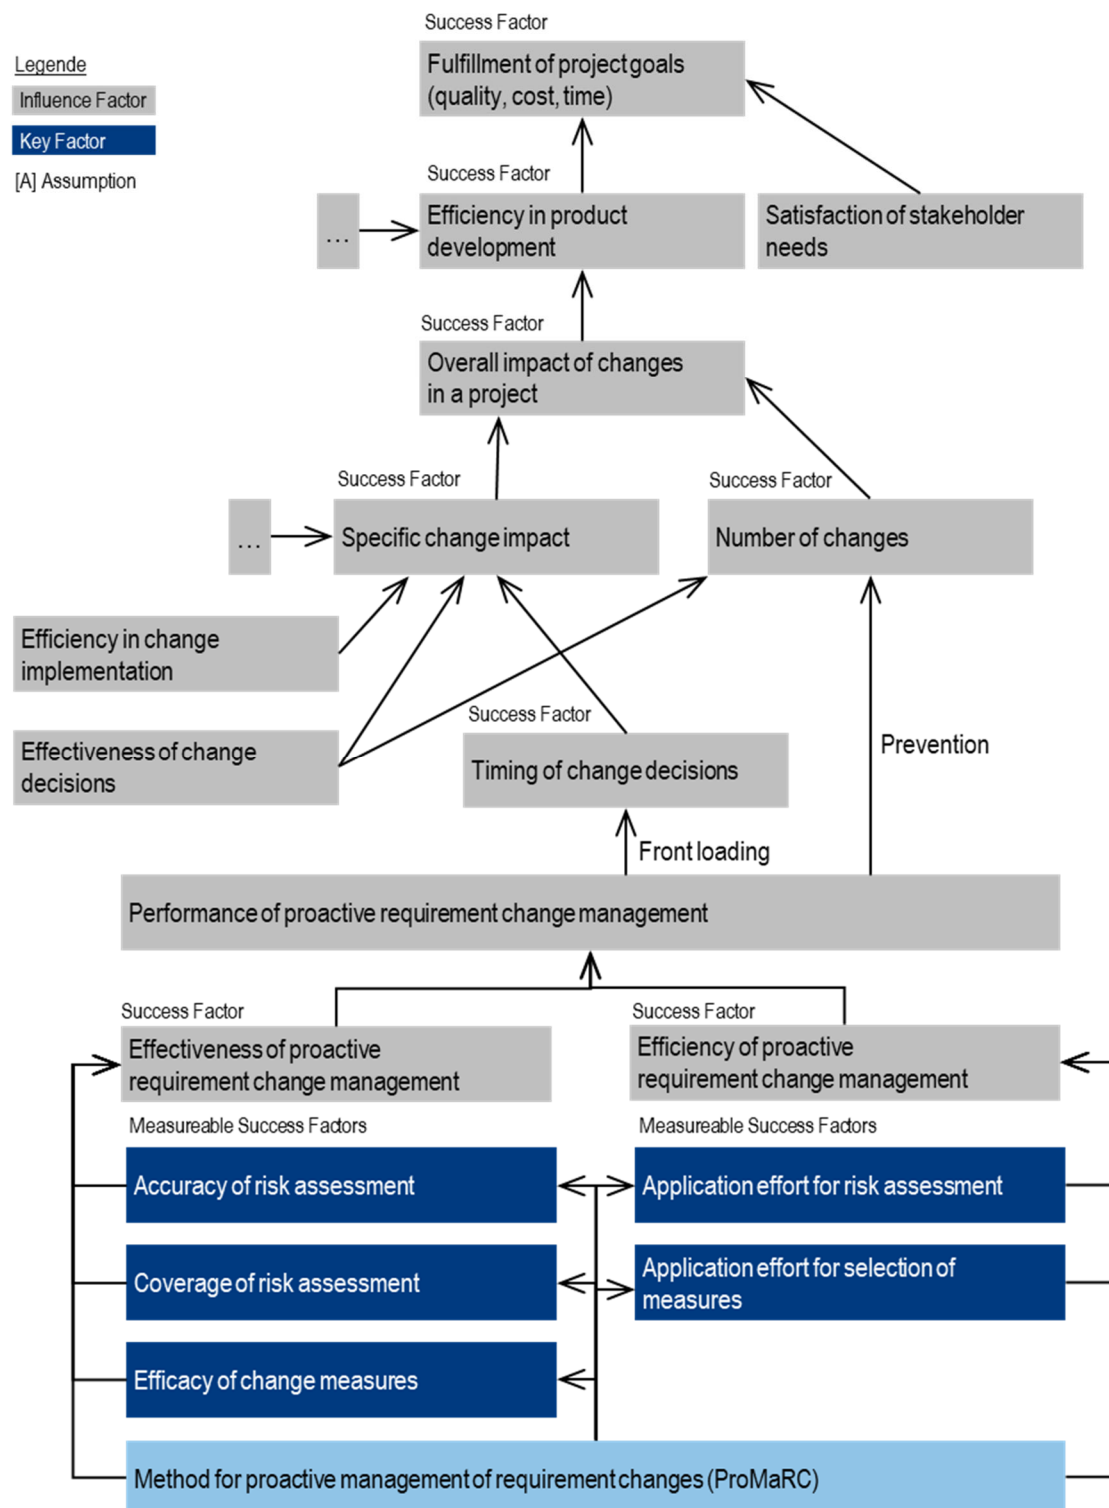 Success Factor
Legende
Influence Factor
Key Factor
[A] Assumption
Fulfillment of project goals
(quality, cost, time)
Success Factor
...
Efficiency in product
development
Satisfaction of stakeholder
needs
Success Factor
Overall impact of changes
in a project
Success Factor
Success Factor
...
Specific change impact
Number of changes
Efficiency in change
implementation
Success Factor
Effectiveness of change
decisions
Timing of change decisions
Prevention
Front loading
Performance of proactive requirement change management
Success Factor
Success Factor
Effectiveness of proactive
requirement change management
Efficiency of proactive
requirement change management
Measureable Success Factors
Measureable Success Factors
Accuracy of risk assessment
Application effort for risk assessment
Coverage of risk assessment
Application effort for selection of
measures
Efficacy of change measures
Method for proactive management of requirement changes (ProMaRC)